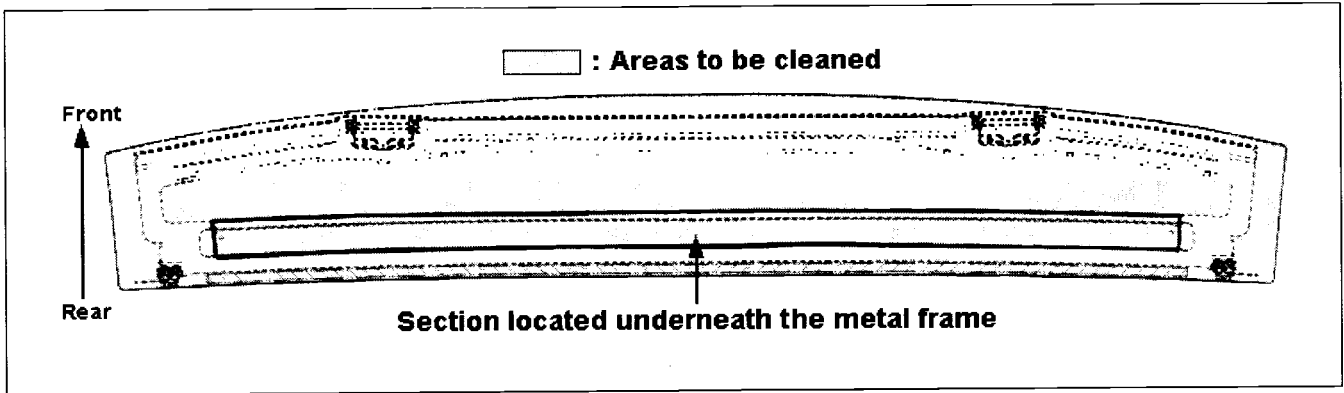 : Areas to be cleaned
Front
Rear
Section located underneath the metal frame